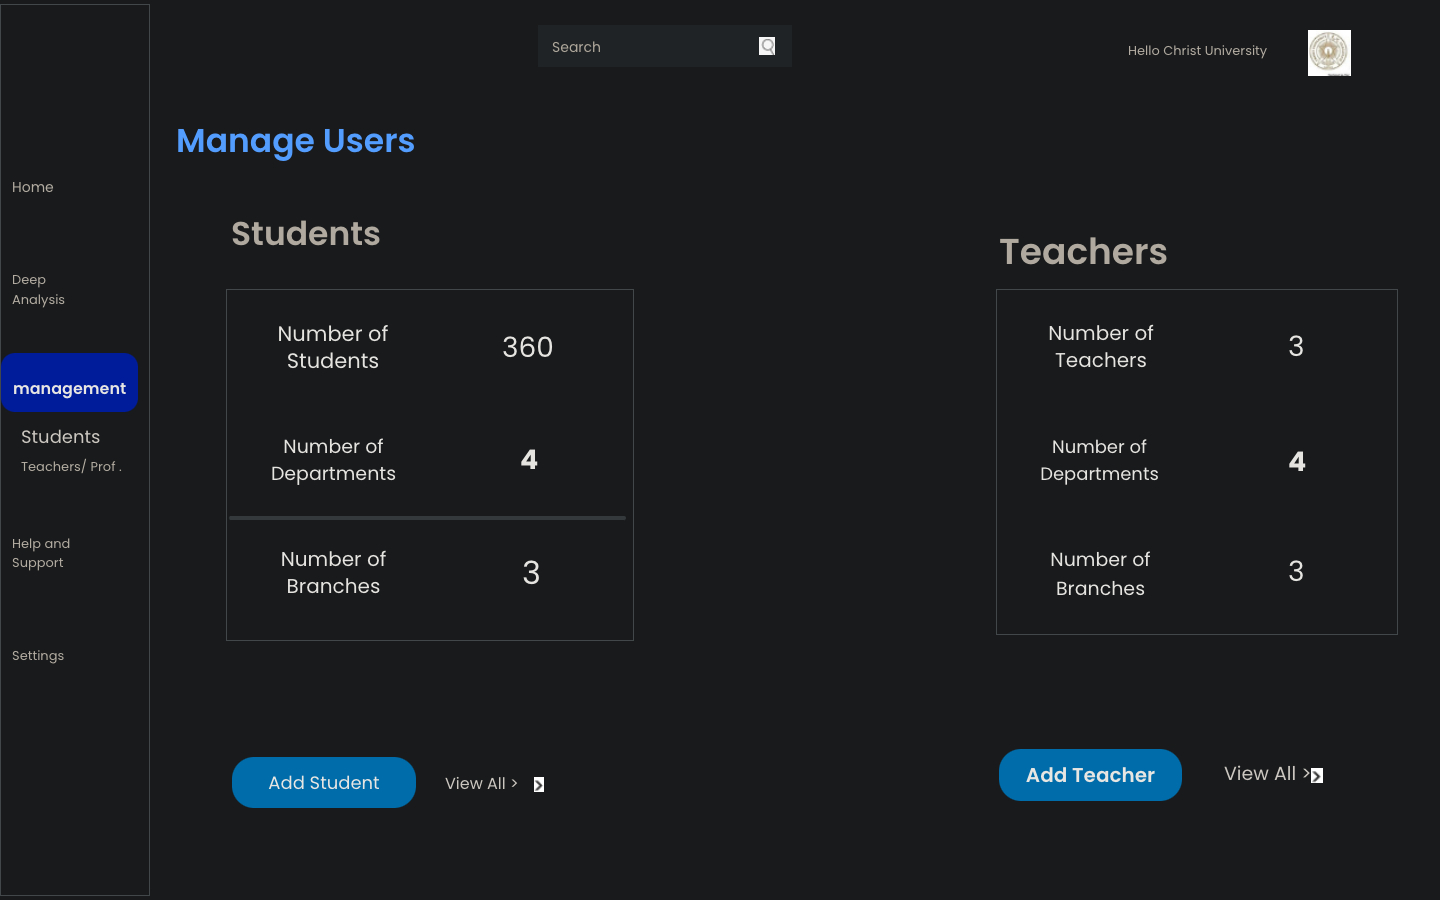 Search
Hello Christ University
Manage Users
Home
Deep
Analysis
management
Students
Teachers/ Prof .
Help and
Support
Settings
Students
Number of
Students
360
Number of
Departments
4
Number of
Branches
3
Add Student
View All >
Teachers
Number of
Teachers
3
Number of
Departments
4
Number of
Branches
3
Add Teacher
View All >